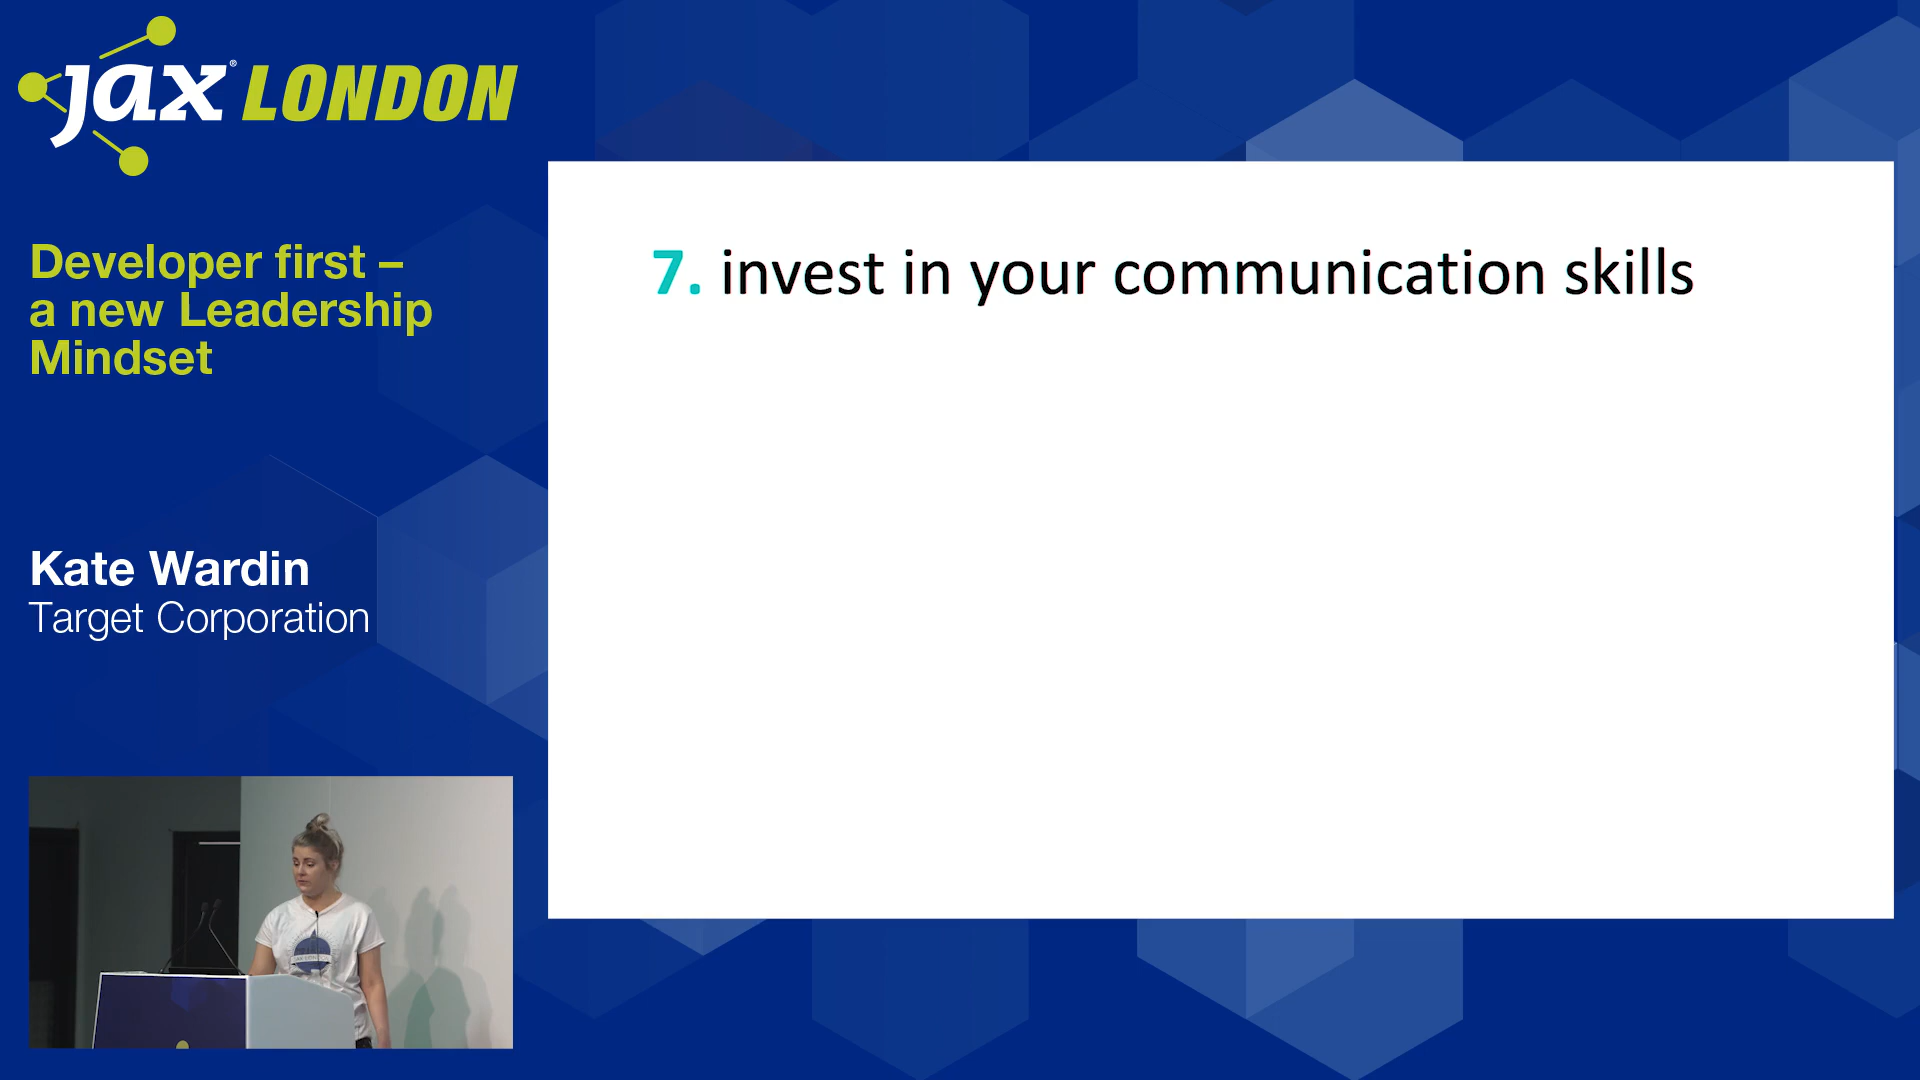 jax® LONDON
Developer first –
a new Leadership
Mindset
Kate Wardin
Target Corporation
7. invest in your communication skills